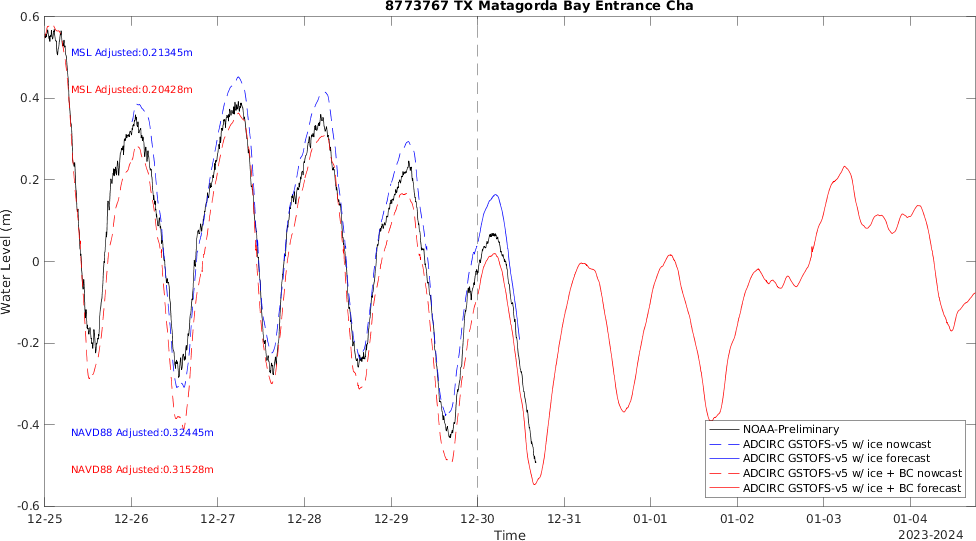 8773767 TX Matagorda Bay Entrance Cha
0.6
0.4
0.2
0
-0.2
-0.4
-0.6
Water Level (m)
MSL Adjusted:0.21345m
MSL Adjusted:0.20428m
NAVD88 Adjusted:0.32445m
NAVD88 Adjusted:0.31528m
NOAA-Preliminary
ADCIRC GSTOFS-v5 w/ ice nowcast
ADCIRC GSTOFS-v5 w/ ice forecast
ADCIRC GSTOFS-v5 w/ ice + BC nowcast
ADCIRC GSTOFS-v5 w/ ice + BC forecast
12-25 12-26 12-27 12-28 12-29 12-30 12-31 01-01 01-02 01-03 01-04
Time
2023-2024